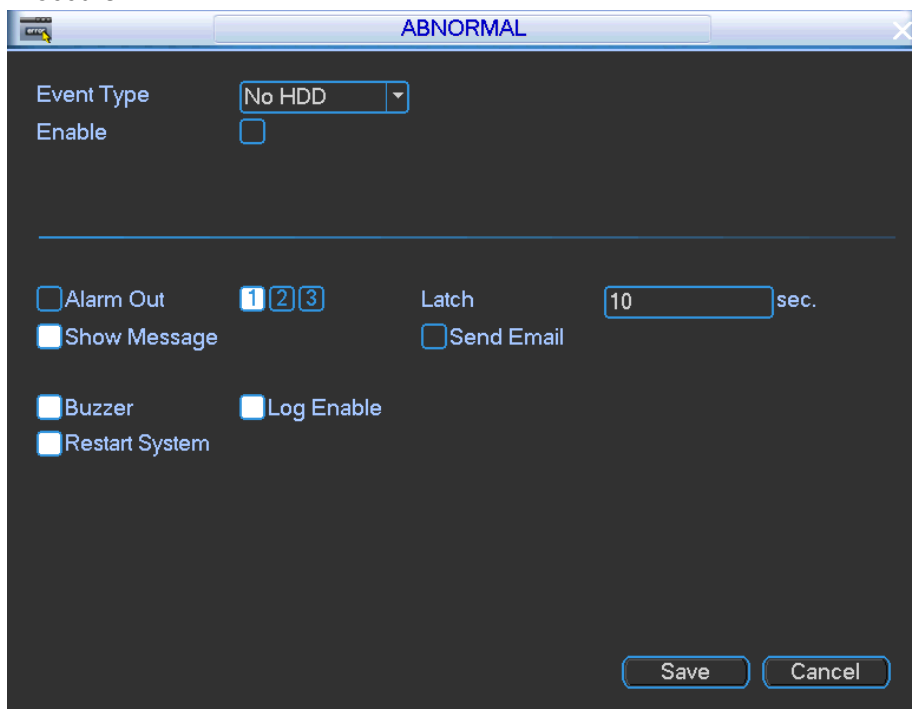 ABNORMAL
Event Type No HDD
Enable
Alarm Out 1 2 3 Latch 10 sec.
Show Message Send Email
Buzzer Log Enable
Restart System
Save Cancel